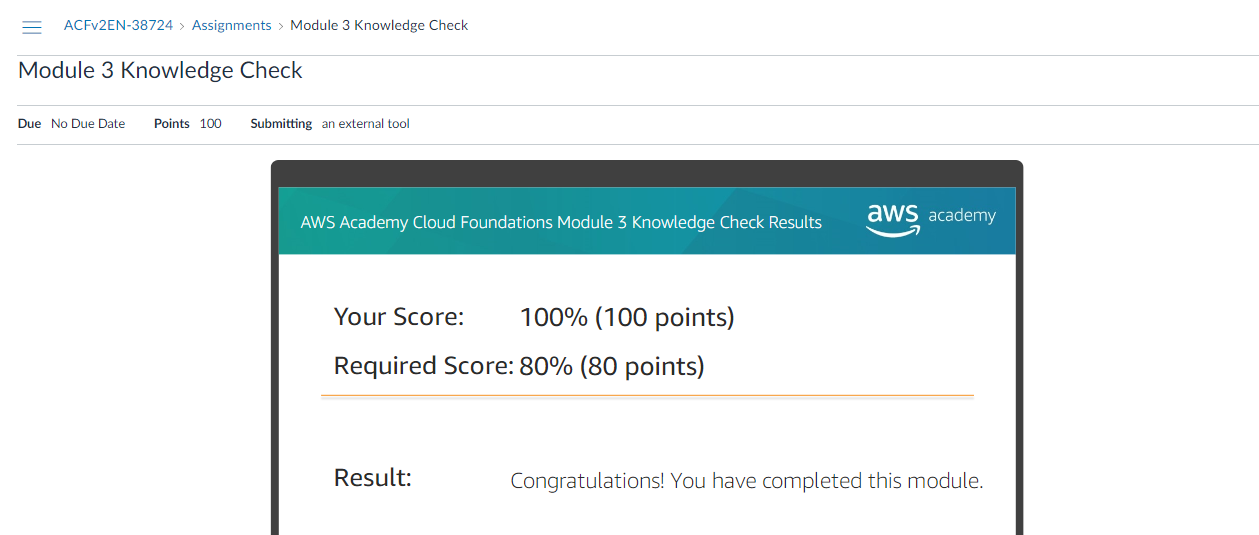 ACFv2EN-38724 > Assignments > Module 3 Knowledge Check
Module 3 Knowledge Check
Due No Due Date Points 100 Submitting an external tool
AWS Academy Cloud Foundations Module 3 Knowledge Check Results
aws academy
Your Score: 100% (100 points)
Required Score: 80% (80 points)
Result: Congratulations! You have completed this module.